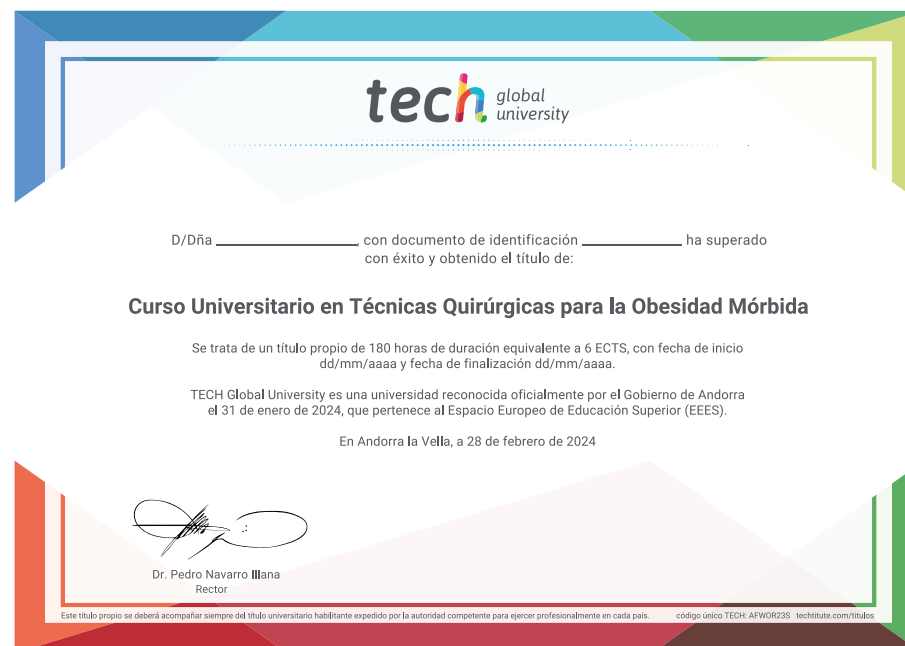 tech global university
D/Dña ________________, con documento de identificación ____________ ha superado
con éxito y obtenido el título de:
Curso Universitario en Técnicas Quirúrgicas para la Obesidad Mórbida
Se trata de un título propio de 180 horas de duración equivalente a 6 ECTS, con fecha de inicio
dd/mm/aaaa y fecha de finalización dd/mm/aaaa.
TECH Global University es una universidad reconocida oficialmente por el Gobierno de Andorra
el 31 de enero de 2024, que pertenece al Espacio Europeo de Educación Superior (EEES).
En Andorra la Vella, a 28 de febrero de 2024
Dr. Pedro Navarro Illana
Rector
Este título propio se deberá acompañar siempre del título universitario habilitante expedido por la autoridad competente para ejercer profesionalmente en cada país. código único TECH: AFWOR23S techtitute.com/titulos